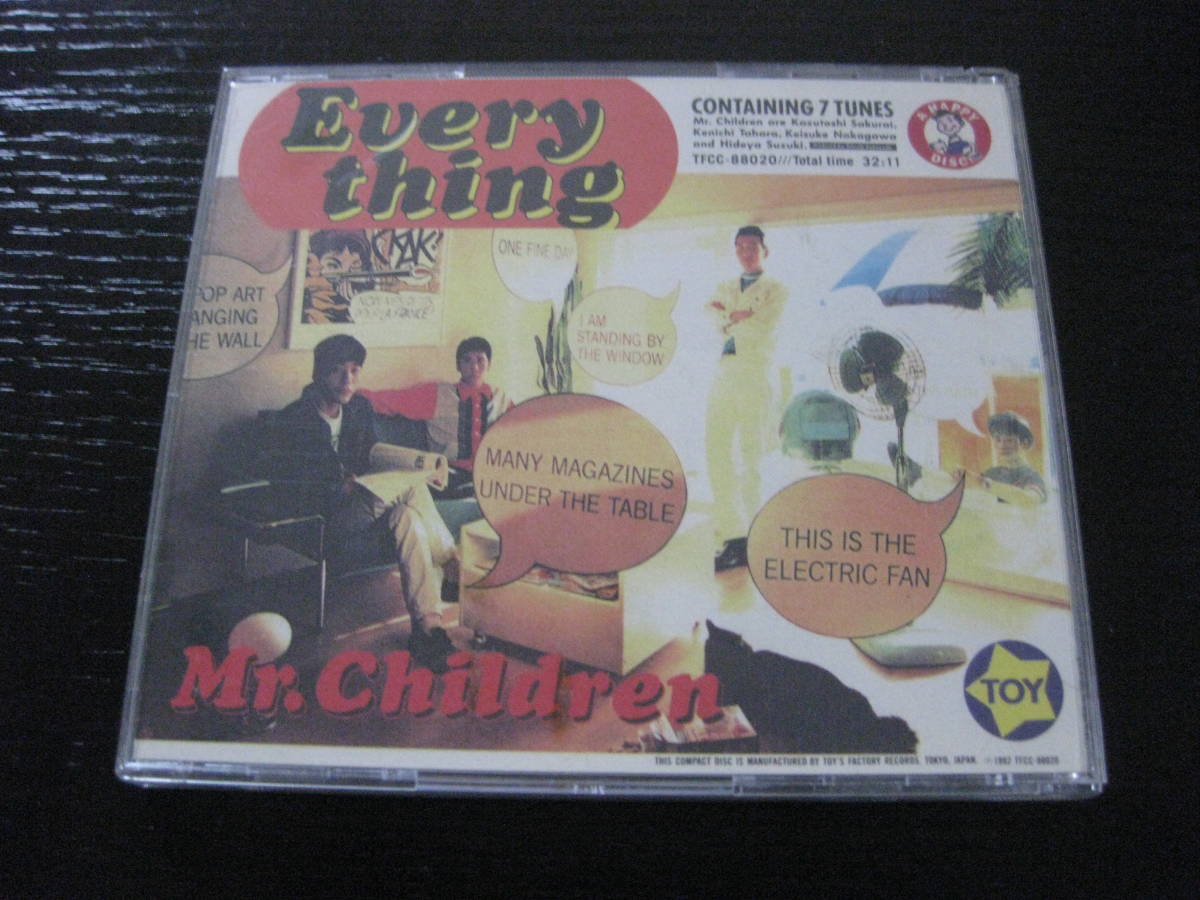 Every
thing
CONTAINING 7 TUNES
Mr. Children are Kazutoshi Sakurai,
Kenichi Tahara, Keisuke Nakagawa
and Hideya Suzuki.
TFCC-88020///Total time 32:11
A HAPPY
DISC!
POP ART
ANGING
HE WALL
ONE FINE DAY
I AM
STANDING BY
THE WINDOW
MANY MAGAZINES
UNDER THE TABLE
THIS IS THE
ELECTRIC FAN
Mr. Children
TOY
THIS COMPACT DISC IS MANUFACTURED BY TOY'S FACTORY RECORDS. TOKYO, JAPAN. ℗1992 TFCC-88020